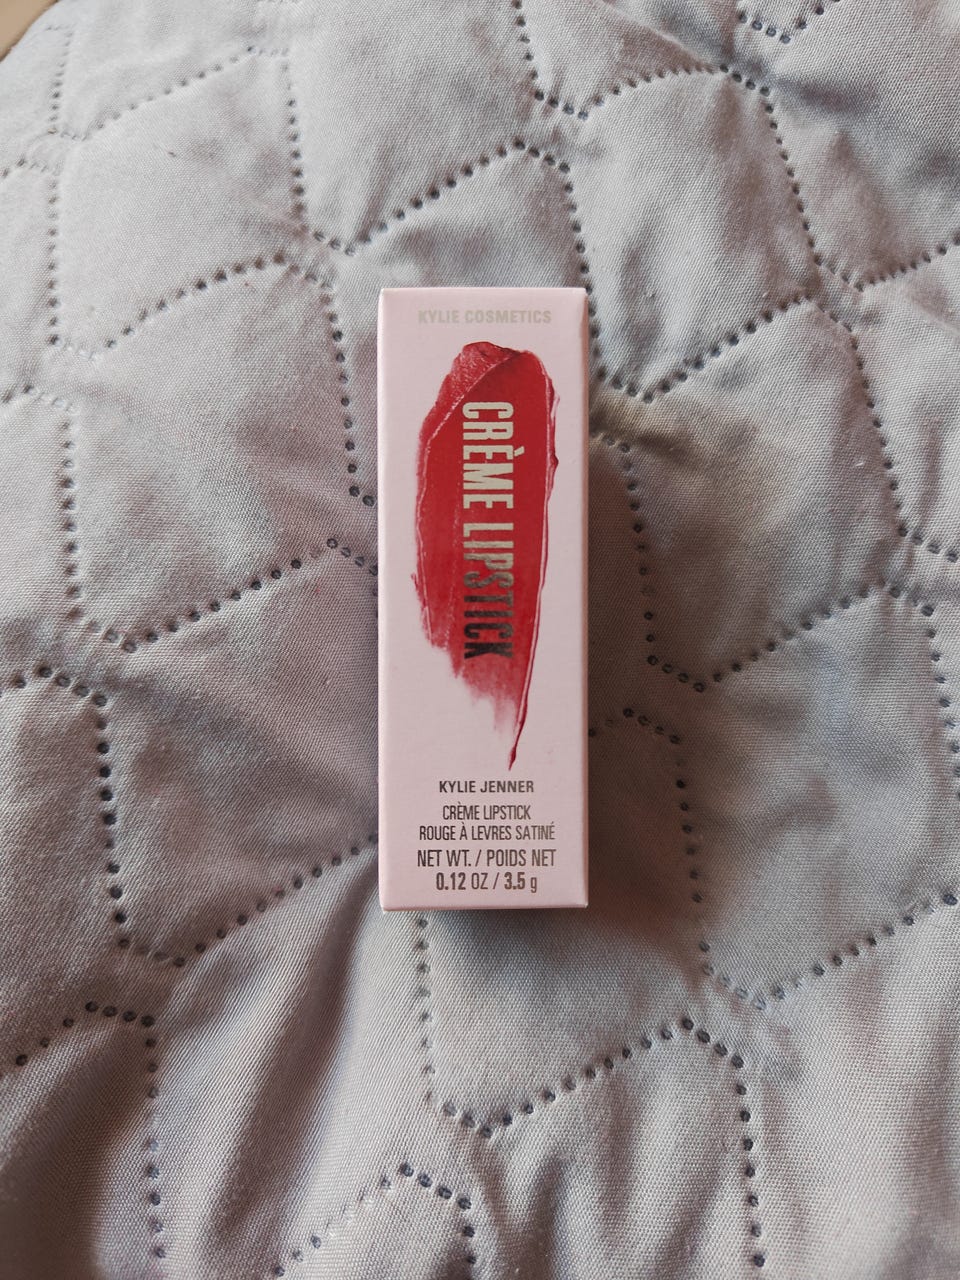 KYLIE COSMETICS
CRÈME LIPSTICK
KYLIE JENNER
CRÈME LIPSTICK
ROUGE À LEVRES SATINÉ
NET WT. / POIDS NET
0.12 OZ / 3.5 g